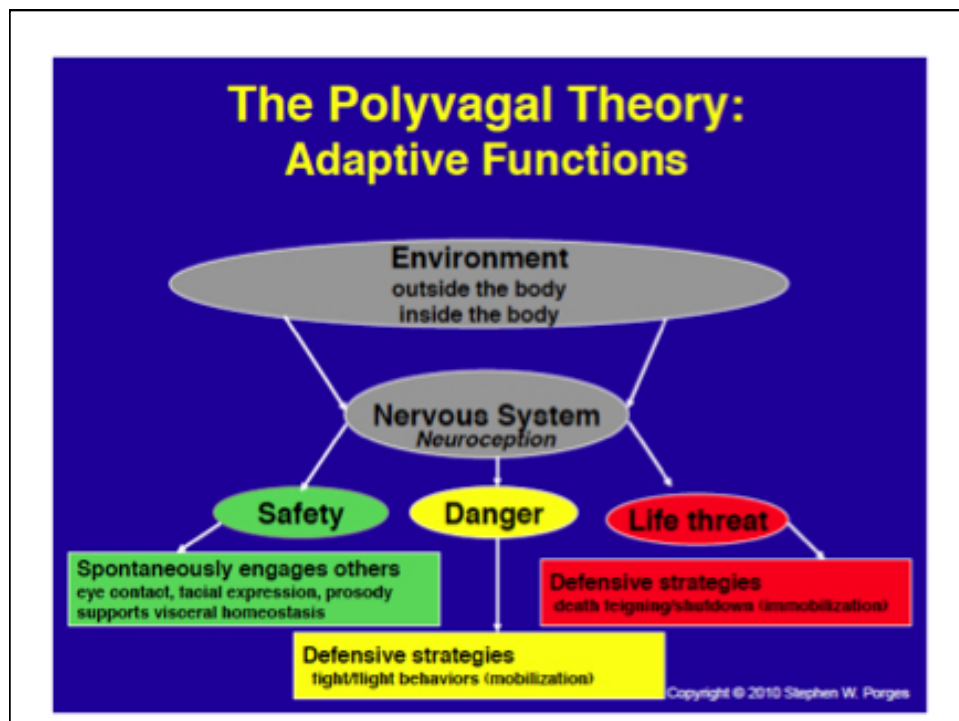 The Polyvagal Theory:
Adaptive Functions
Environment
outside the body
inside the body
Nervous System
Neuroception
Safety
Danger
Life threat
Spontaneously engages others
eye contact, facial expression, prosody
supports visceral homeostasis
Defensive strategies
death feigning/shutdown (immobilization)
Defensive strategies
fight/flight behaviors (mobilization)
Copyright © 2010 Stephen W. Porges